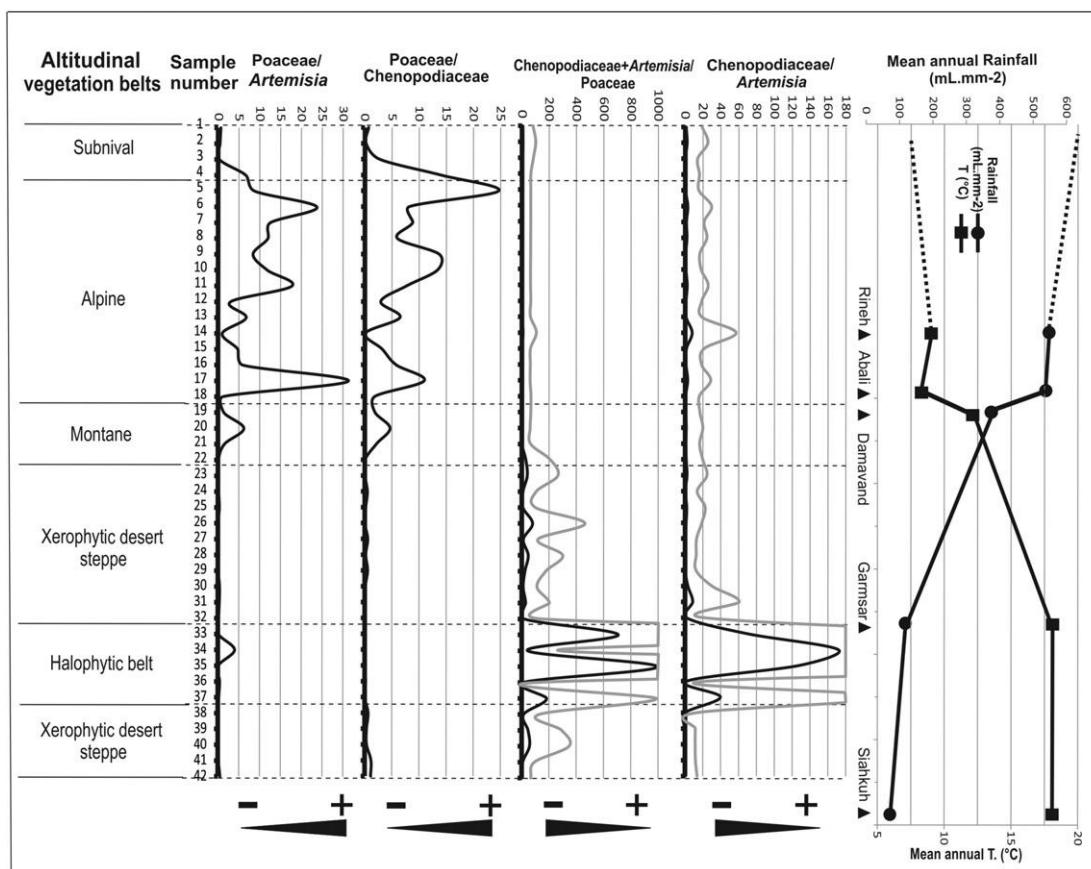 Altitudinal
vegetation belts
Sample
number
Poaceae/
Artemisia
Poaceae/
Chenopodiaceae
Chenopodiaceae+Artemisia/
Poaceae
Chenopodiaceae/
Artemisia
Mean annual Rainfall
(mL.mm-2)
0 5 10 15 20 25 30
0 5 10 15 20 25
0 200 400 600 800 1000
0 20 40 60 80 100 120 140 160 180
100 200 300 400 500 600
Subnival
Alpine
Montane
Xerophytic desert
steppe
Halophytic belt
Xerophytic desert
steppe
1
2
3
4
5
6
7
8
9
10
11
12
13
14
15
16
17
18
19
20
21
22
23
24
25
26
27
28
29
30
31
32
33
34
35
36
37
38
39
40
41
42
Rainfall
(mL.mm-2)
T (°C)
Rineh
Abali
Damavand
Garmsar
Siahkuh
- +
- +
- +
- +
5 10 15 20
Mean annual T. (°C)